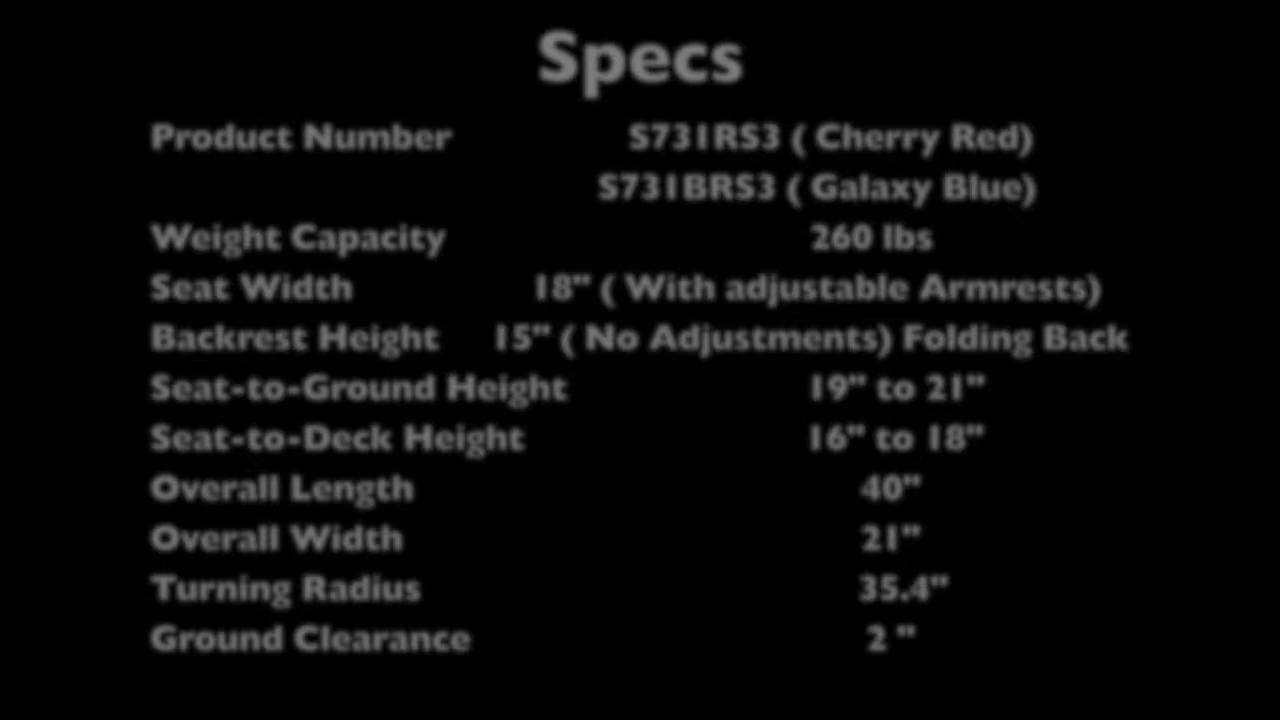 Specs
Product Number S731RS3 ( Cherry Red)
S731BRS3 ( Galaxy Blue)
Weight Capacity 260 lbs
Seat Width 18" ( With adjustable Armrests)
Backrest Height 15" ( No Adjustments) Folding Back
Seat-to-Ground Height 19" to 21"
Seat-to-Deck Height 16" to 18"
Overall Length 40"
Overall Width 21"
Turning Radius 35.4"
Ground Clearance 2 "